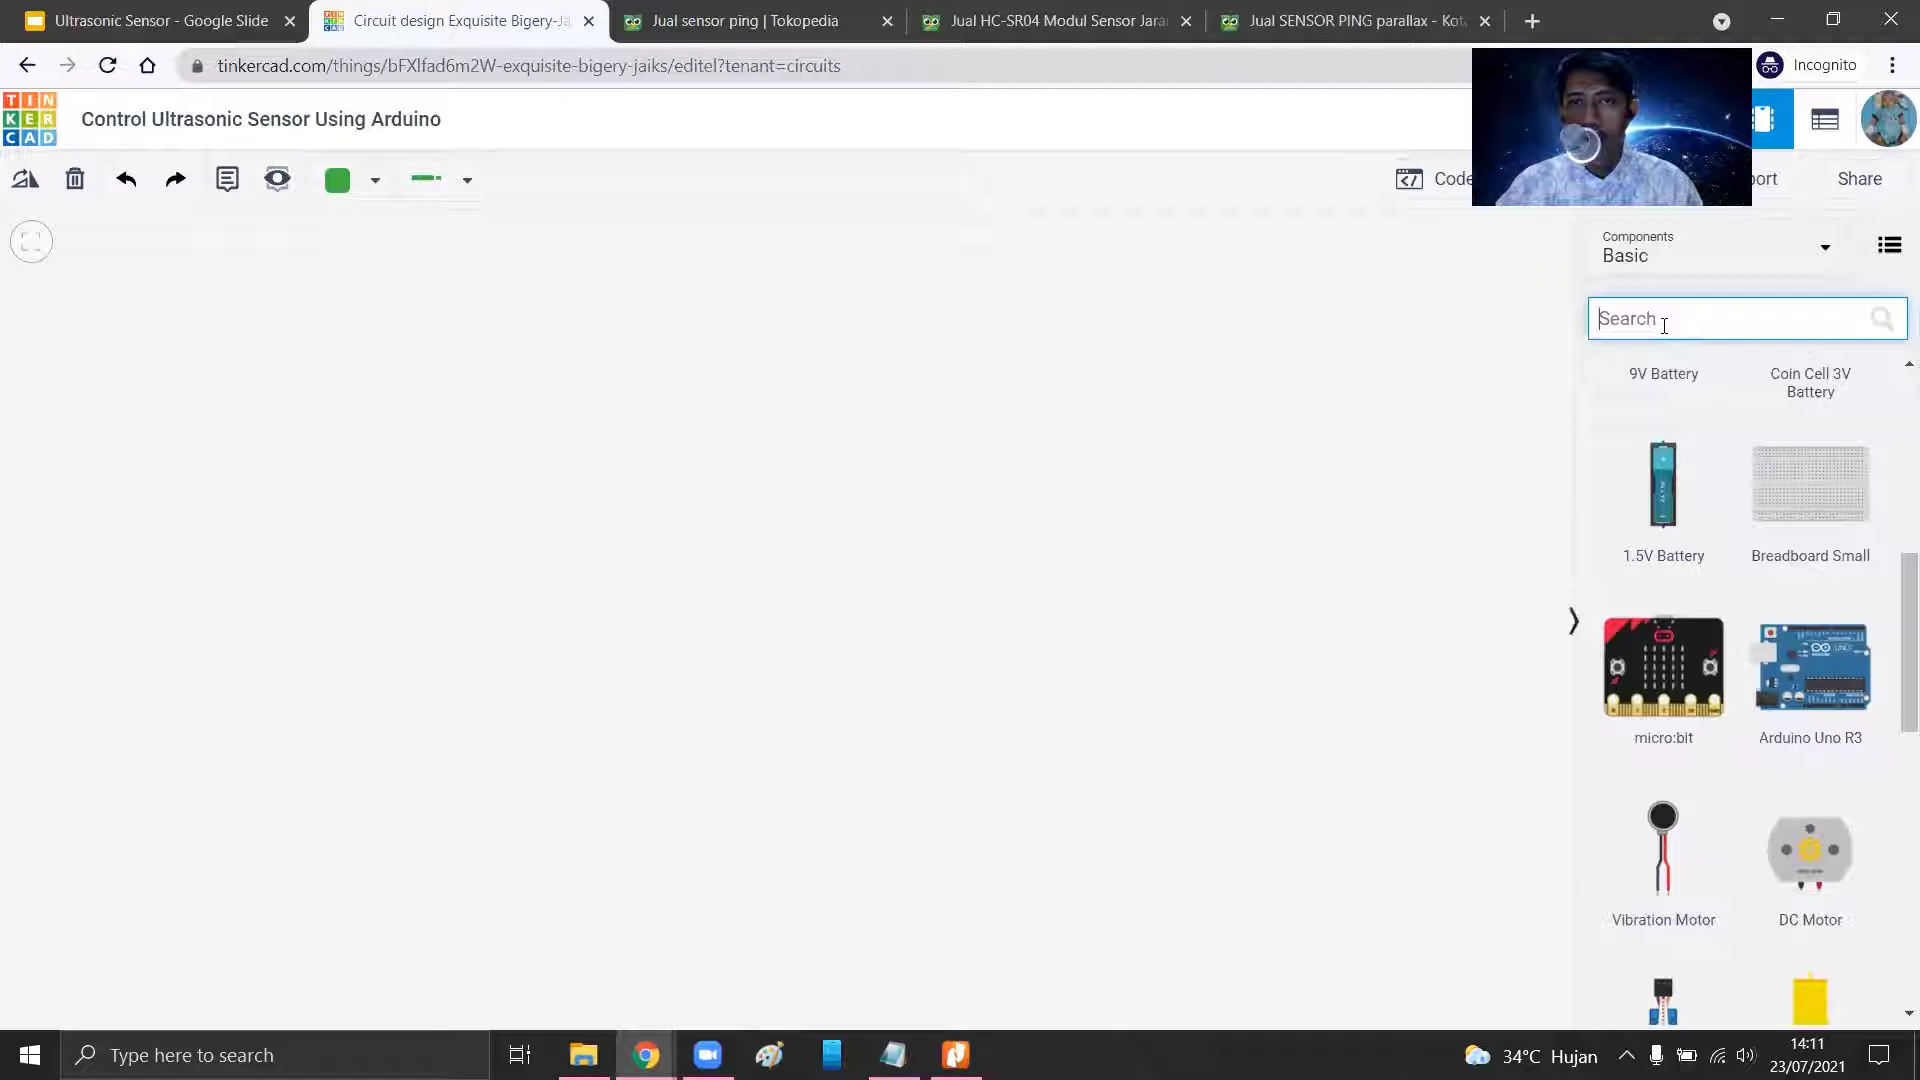 Ultrasonic Sensor - Google Slide
Circuit design Exquisite Bigery-Ja
Jual sensor ping | Tokopedia
Jual HC-SR04 Modul Sensor Jara
Jual SENSOR PING parallax - Kot
tinkercad.com/things/bFXlfad6m2W-exquisite-bigery-jaiks/editel?tenant=circuits
Incognito
TIN
KER
CAD
Control Ultrasonic Sensor Using Arduino
Code
port
Share
Components
Basic
Search
9V Battery
Coin Cell 3V
Battery
1.5V Battery
Breadboard Small
micro:bit
Arduino Uno R3
Vibration Motor
DC Motor
Type here to search
34°C Hujan
14:11
23/07/2021